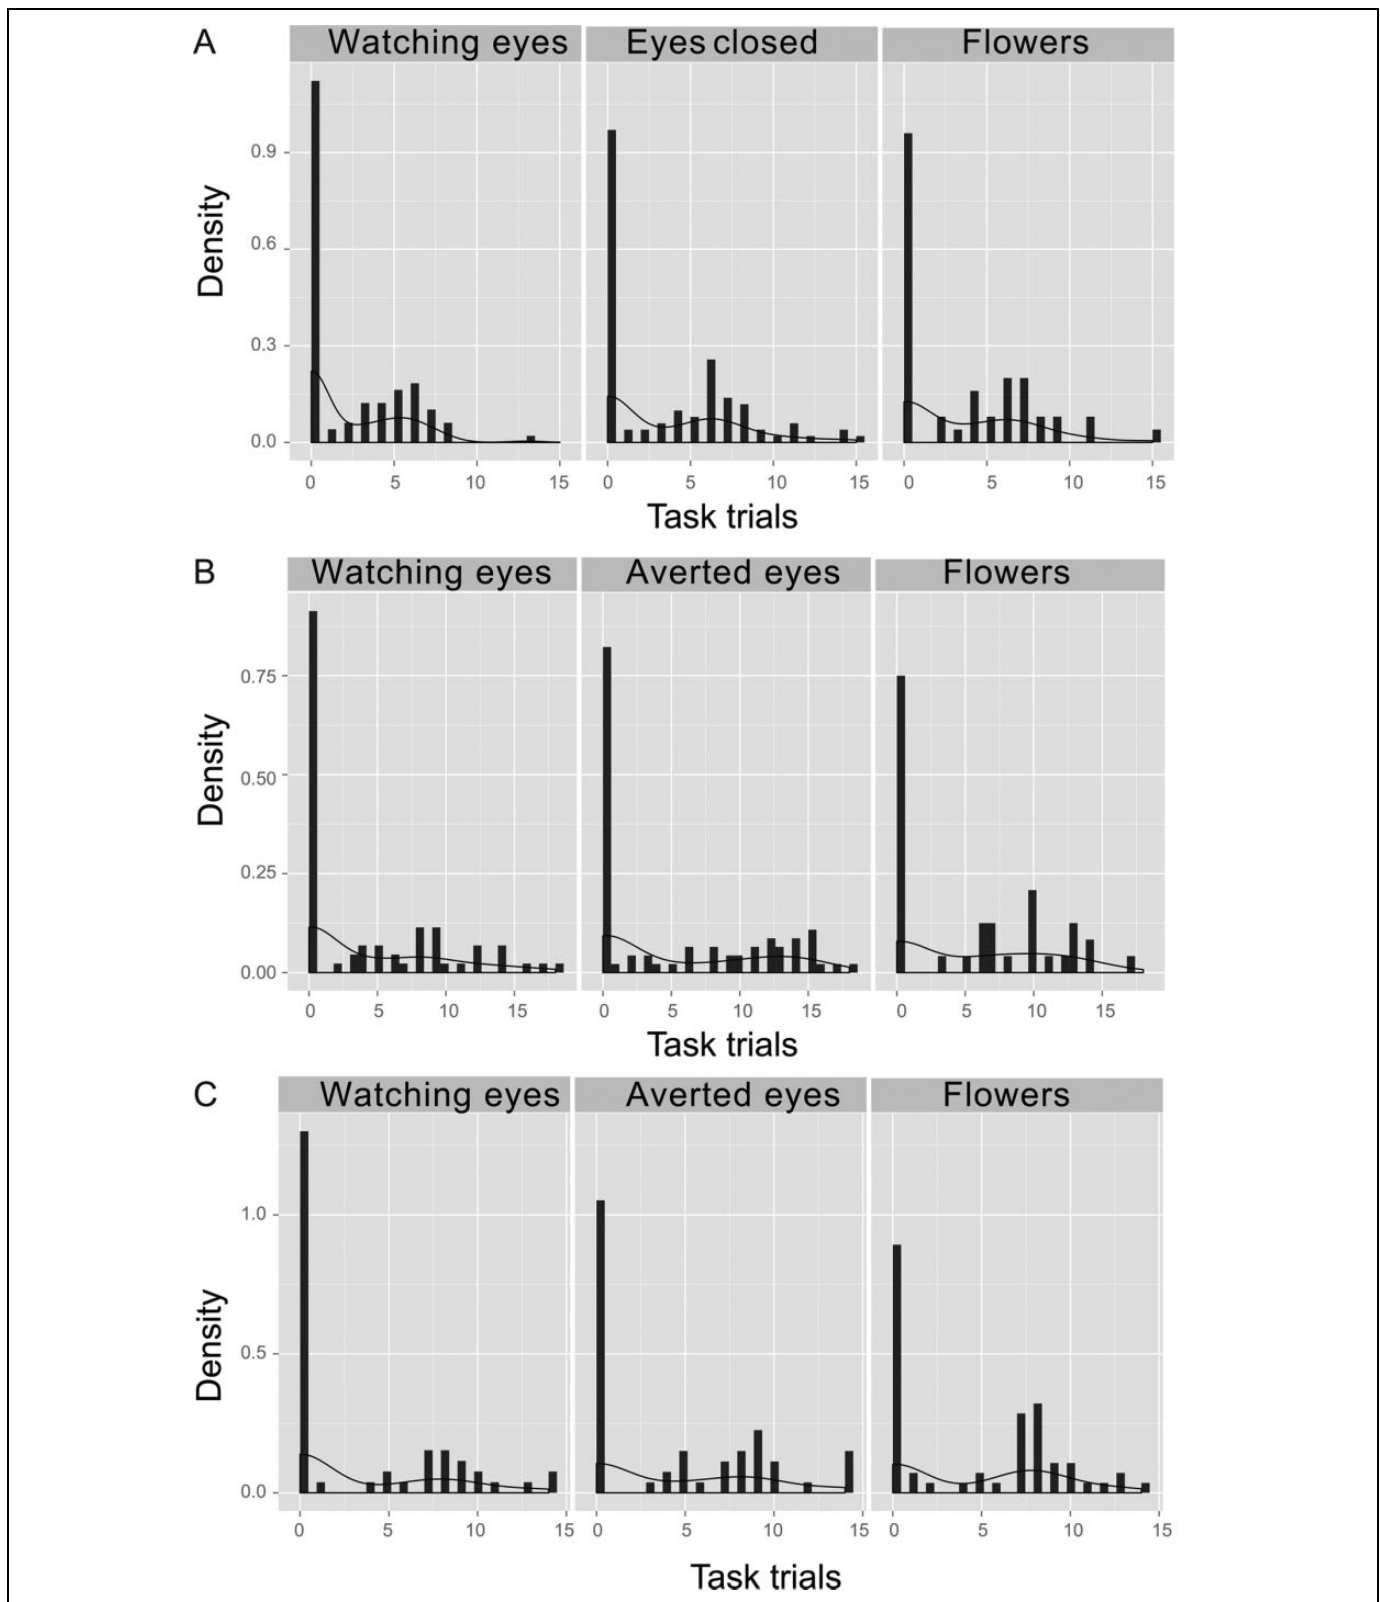 A
Watching eyes
Eyes closed
Flowers
Density
0.9
0.6
0.3
0.0
0 5 10 15
0 5 10 15
0 5 10 15
Task trials
B
Watching eyes
Averted eyes
Flowers
Density
0.75
0.50
0.25
0.00
0 5 10 15
0 5 10 15
0 5 10 15
Task trials
C
Watching eyes
Averted eyes
Flowers
Density
1.0
0.5
0.0
0 5 10 15
0 5 10 15
0 5 10 15
Task trials